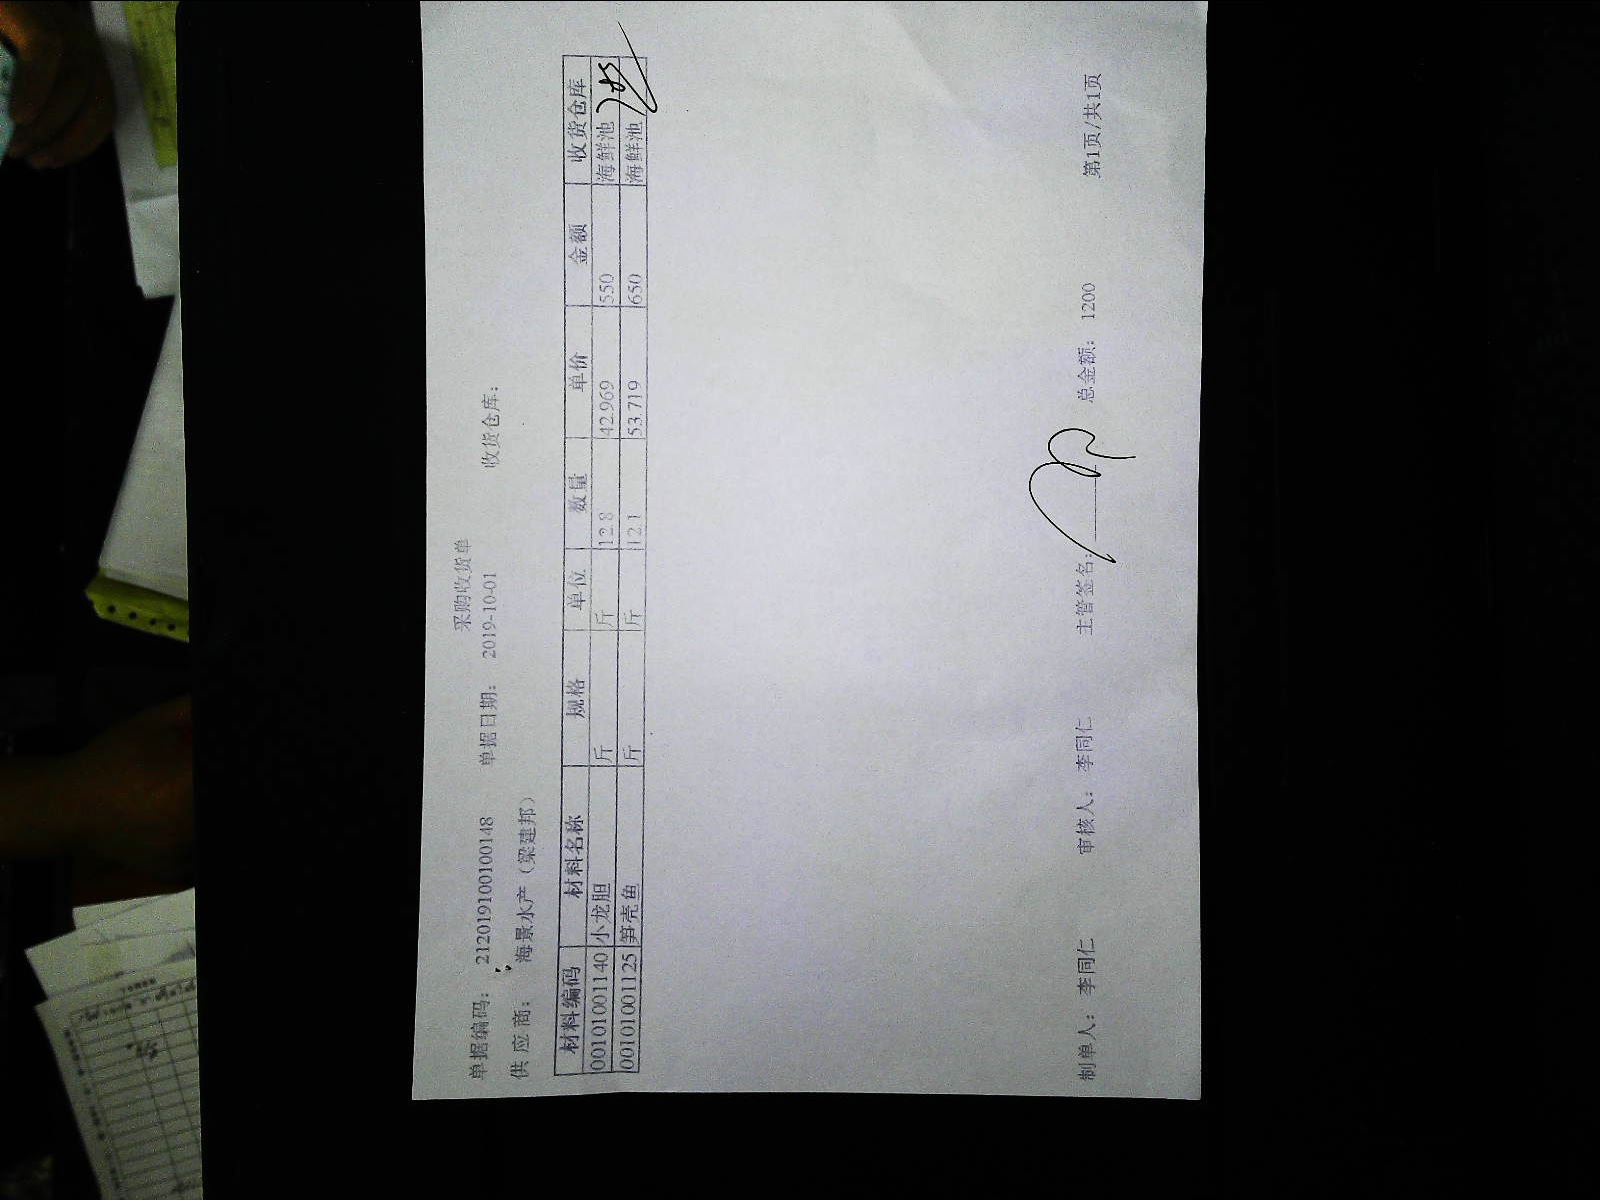 采购收货单
单据编码： 212019100100148 单据日期： 2019-10-01 收货仓库：
供 应 商： 海景水产（梁建邦）
材料编码 材料名称 规格 单位 数量 单价 金额 收货仓库
00101001140 小龙胆 斤 斤 12.8 42.969 550 海鲜池
00101001125 笋壳鱼 斤 斤 12.1 53.719 650 海鲜池
制单人： 李同仁 审核人： 李同仁 主管签名： 总金额： 1200 第1页/共1页